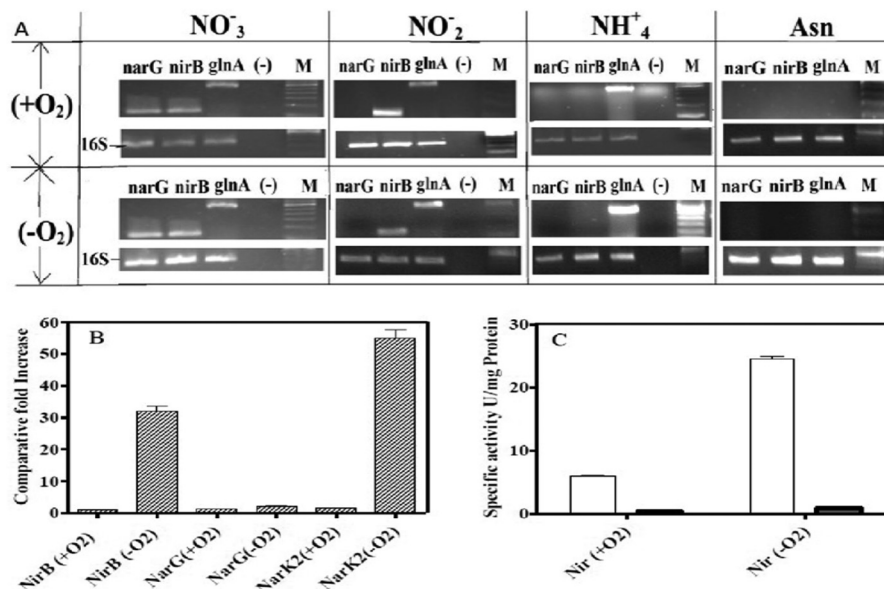 A NO⁻₃ NO⁻₂ NH⁺₄ Asn
narG nirB glnA (-) M narG nirB glnA (-) M narG nirB glnA (-) M narG nirB glnA M
(+O₂)
16S
narG nirB glnA (-) M narG nirB glnA (-) M narG nirB glnA (-) M narG nirB glnA M
(-O₂)
16S
B
Comparative fold Increase
60
50
40
30
20
10
0
NirB (+O2) NirB (-O2) NarG(+O2) NarG(-O2) NarK2(+O2) NarK2(-O2)
C
Specific activity U/mg Protein
30
20
10
0
Nir (+O2) Nir (-O2)